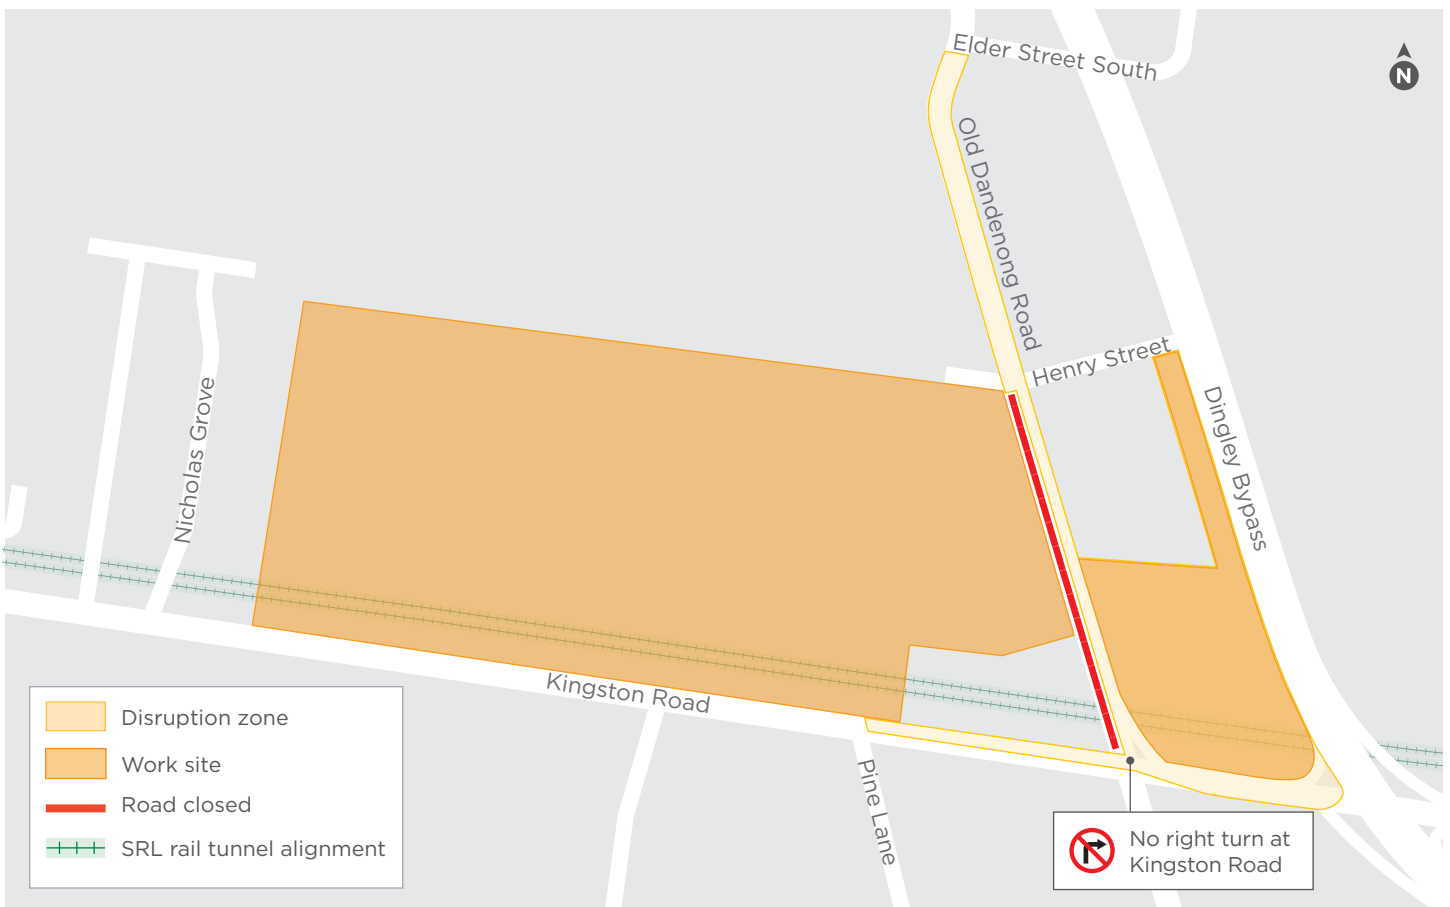 Elder Street South
N
Old Dandenong Road
Henry Street
Nicholas Grove
Dingley Bypass
Kingston Road
Pine Lane
Disruption zone
Work site
Road closed
SRL rail tunnel alignment
No right turn at
Kingston Road